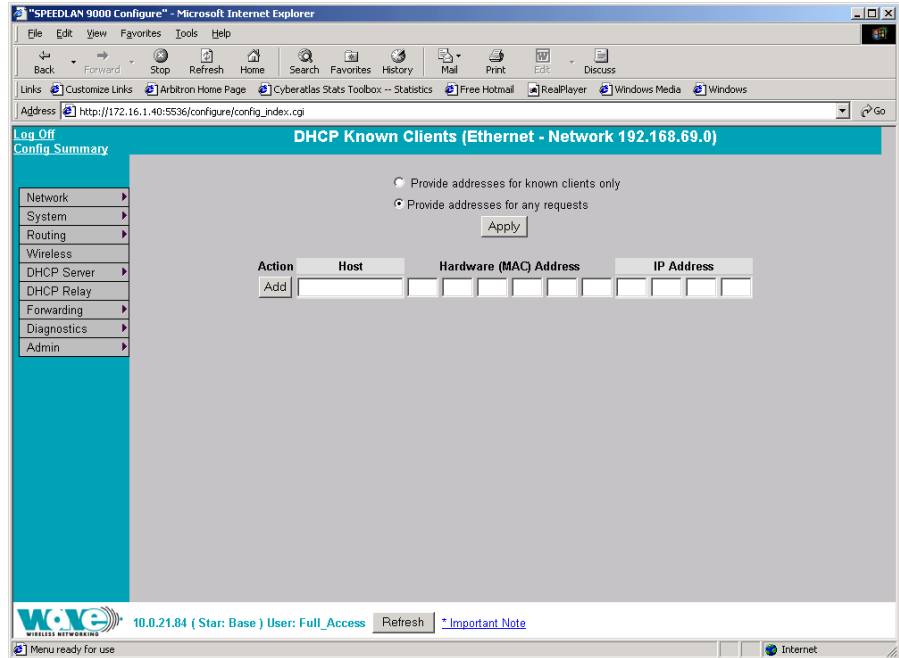 "SPEEDLAN 9000 Configure" - Microsoft Internet Explorer
File Edit View Favorites Tools Help
Back Forward Stop Refresh Home Search Favorites History Mail Print Edit Discuss
Links Customize Links Arbitron Home Page Cyberatlas Stats Toolbox -- Statistics Free Hotmail RealPlayer Windows Media Windows
Address http://172.16.1.40:5536/configure/config_index.cgi Go
Log Off
Config Summary
DHCP Known Clients (Ethernet - Network 192.168.69.0)
Provide addresses for known clients only
Provide addresses for any requests
Apply
Network
System
Routing
Wireless
DHCP Server
DHCP Relay
Forwarding
Diagnostics
Admin
Action Host Hardware (MAC) Address IP Address
Add
WAVE
WIRELESS NETWORKING
10.0.21.84 ( Star: Base ) User: Full_Access Refresh * Important Note
Menu ready for use Internet